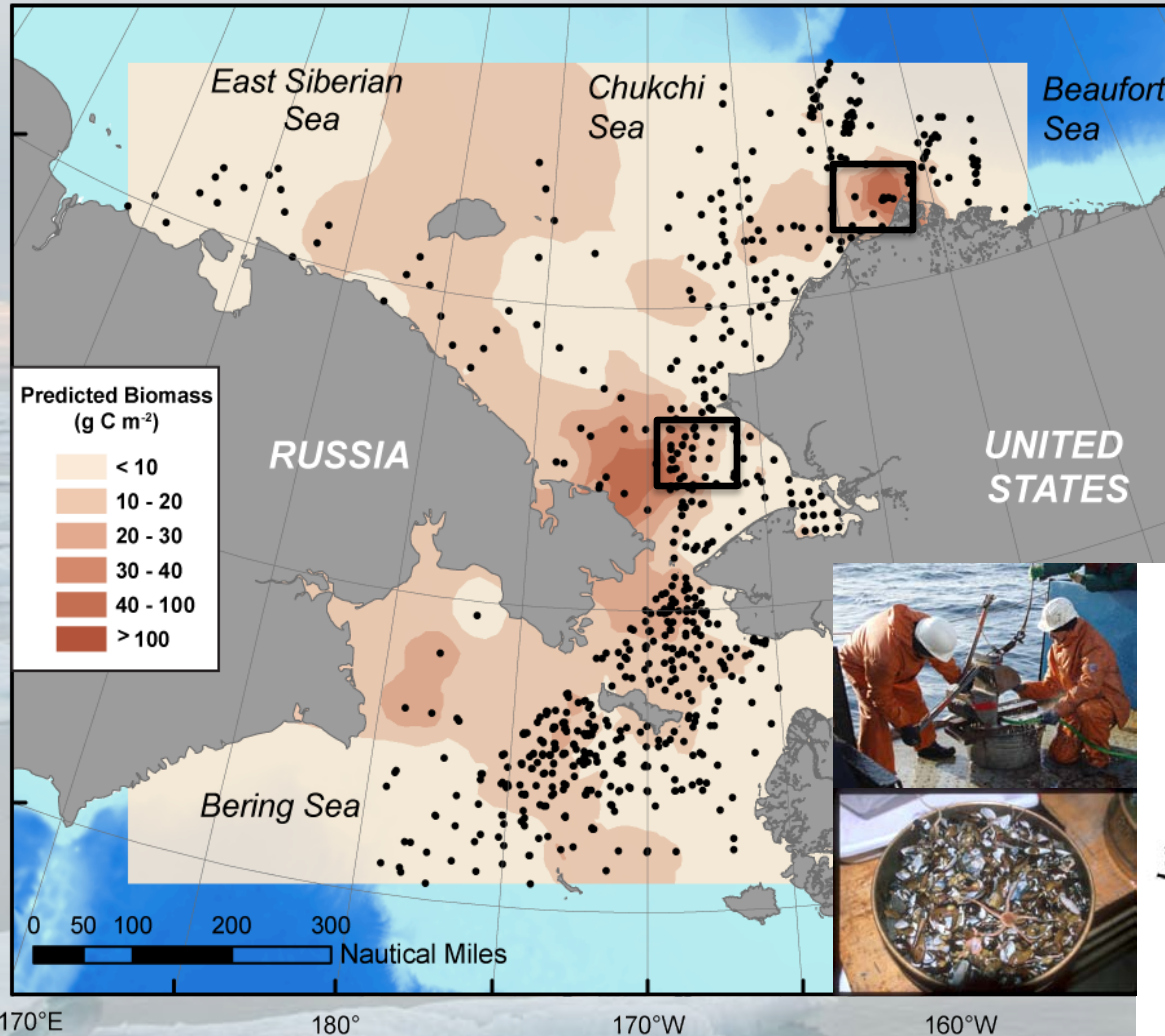 East Siberian
Sea
Chukchi
Sea
Beaufort
Sea
Predicted Biomass
(g C m⁻²)
< 10
10 - 20
20 - 30
30 - 40
40 - 100
> 100
RUSSIA
UNITED
STATES
Bering Sea
0 50 100 200 300
Nautical Miles
170°E 180° 170°W 160°W